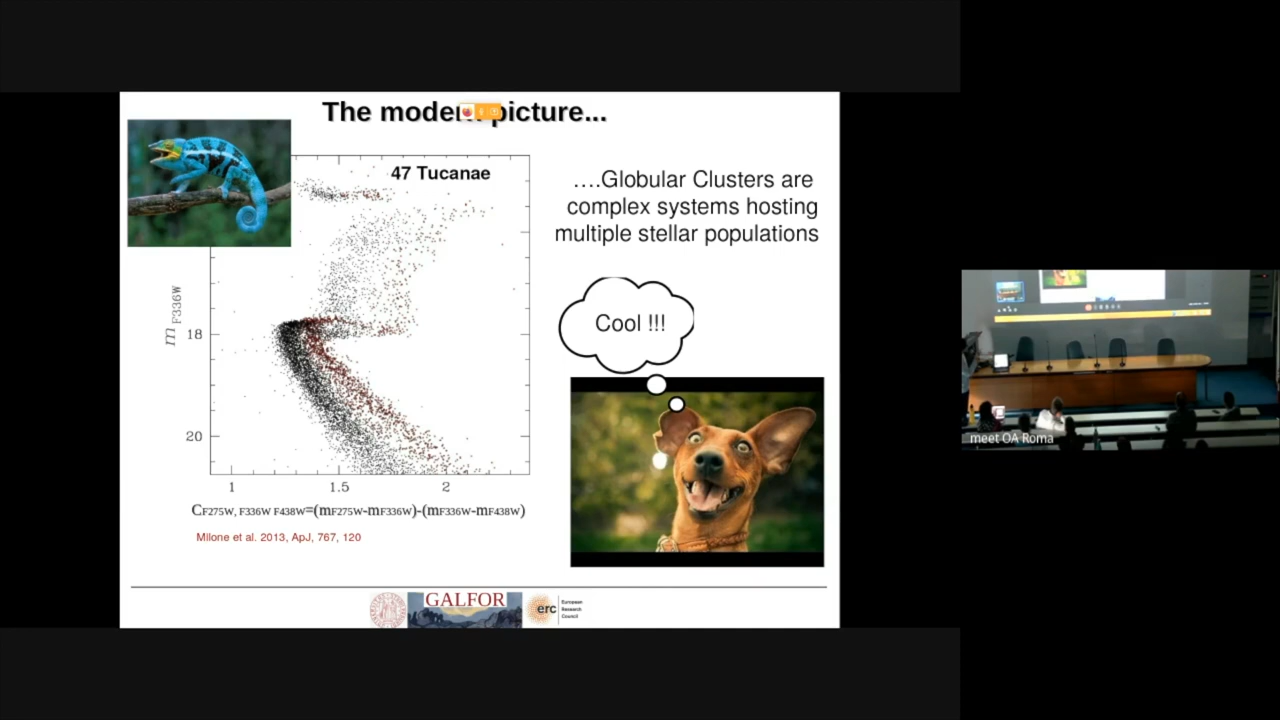 The modern picture...
47 Tucanae
m F336W
18
20
1
1.5
2
CF275W, F336W F438W=(mF275W-mF336W)-(mF336W-mF438W)
Milone et al. 2013, ApJ, 767, 120
….Globular Clusters are
complex systems hosting
multiple stellar populations
Cool !!!
GALFOR
erc
European
Research
Council
meet OA Roma